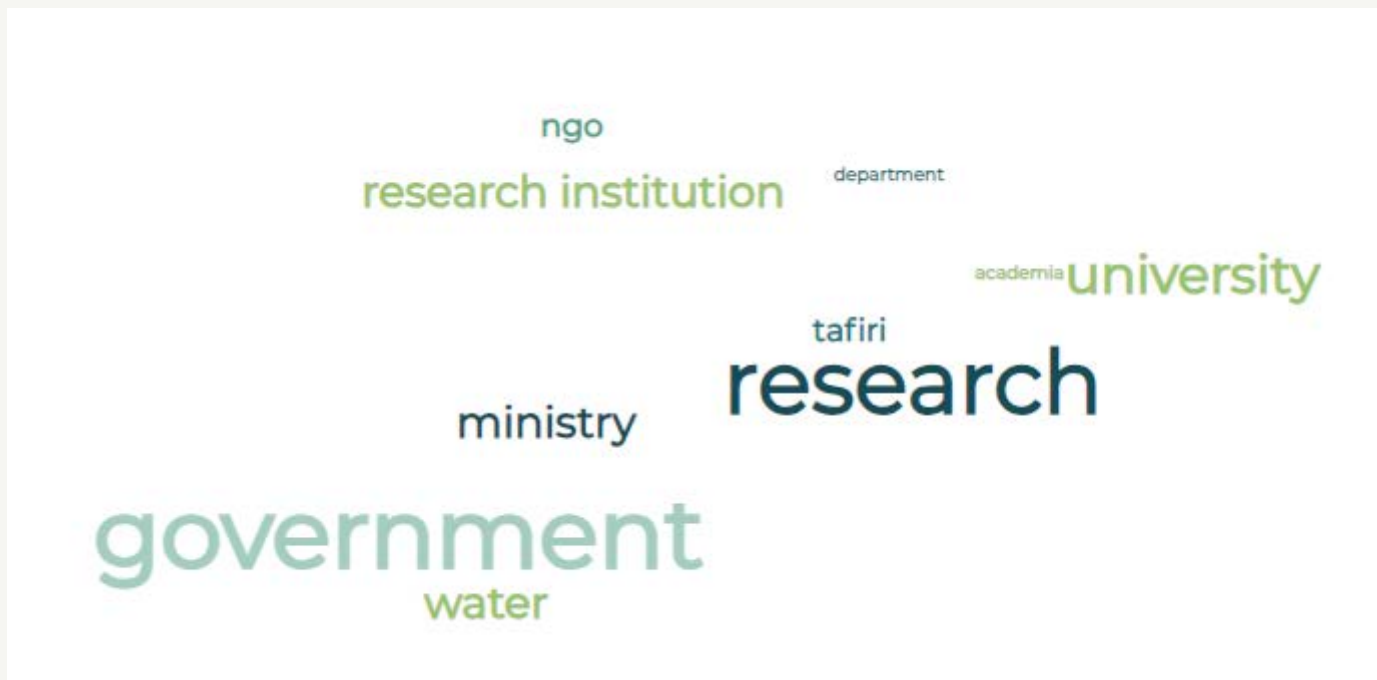 ngo
research institution
department
academia
university
tafiri
research
ministry
government
water